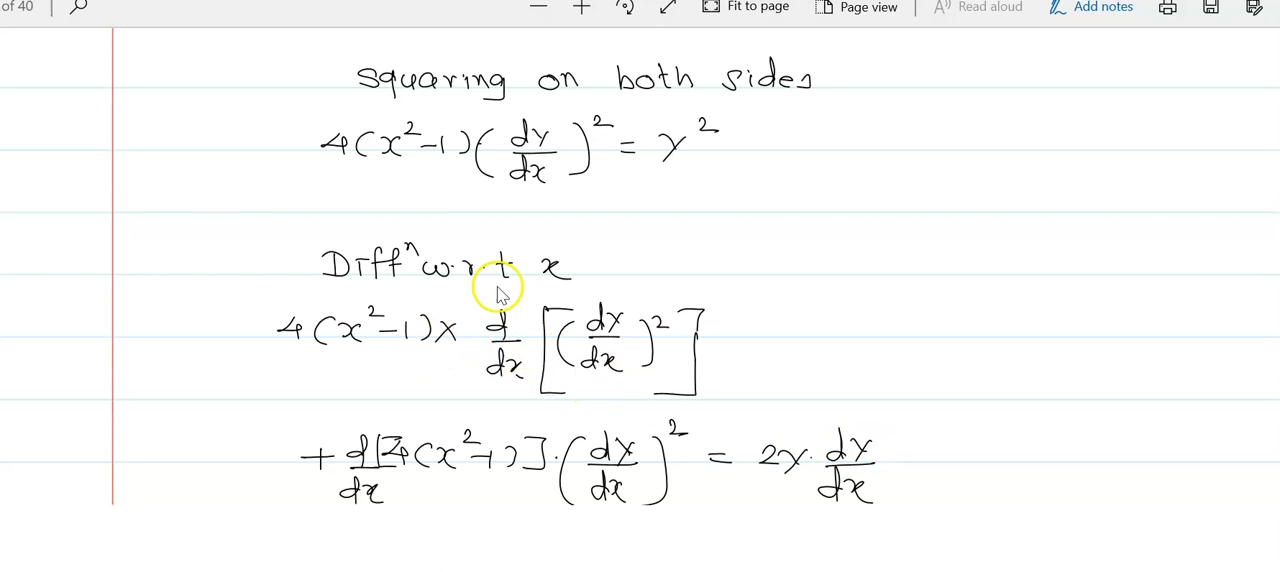 of 40 Fit to page Page view Read aloud Add notes
Squaring on both sides
4(x²-1)(dy/dx)² = y²
Diffⁿ w.r.t x
4(x²-1)x d/dx [(dy/dx)²]
+ d/dx [4(x²-1)]·(dy/dx)² = 2y·dy/dx